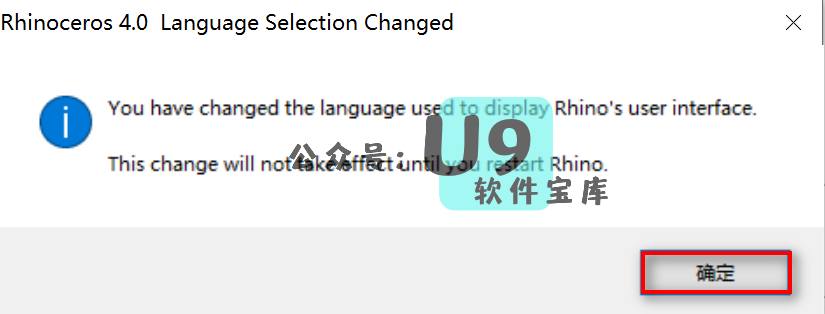 Rhinoceros 4.0  Language Selection Changed
You have changed the language used to display Rhino's user interface.
This change will not take effect until you restart Rhino.
公众号：U9
软件宝库
确定